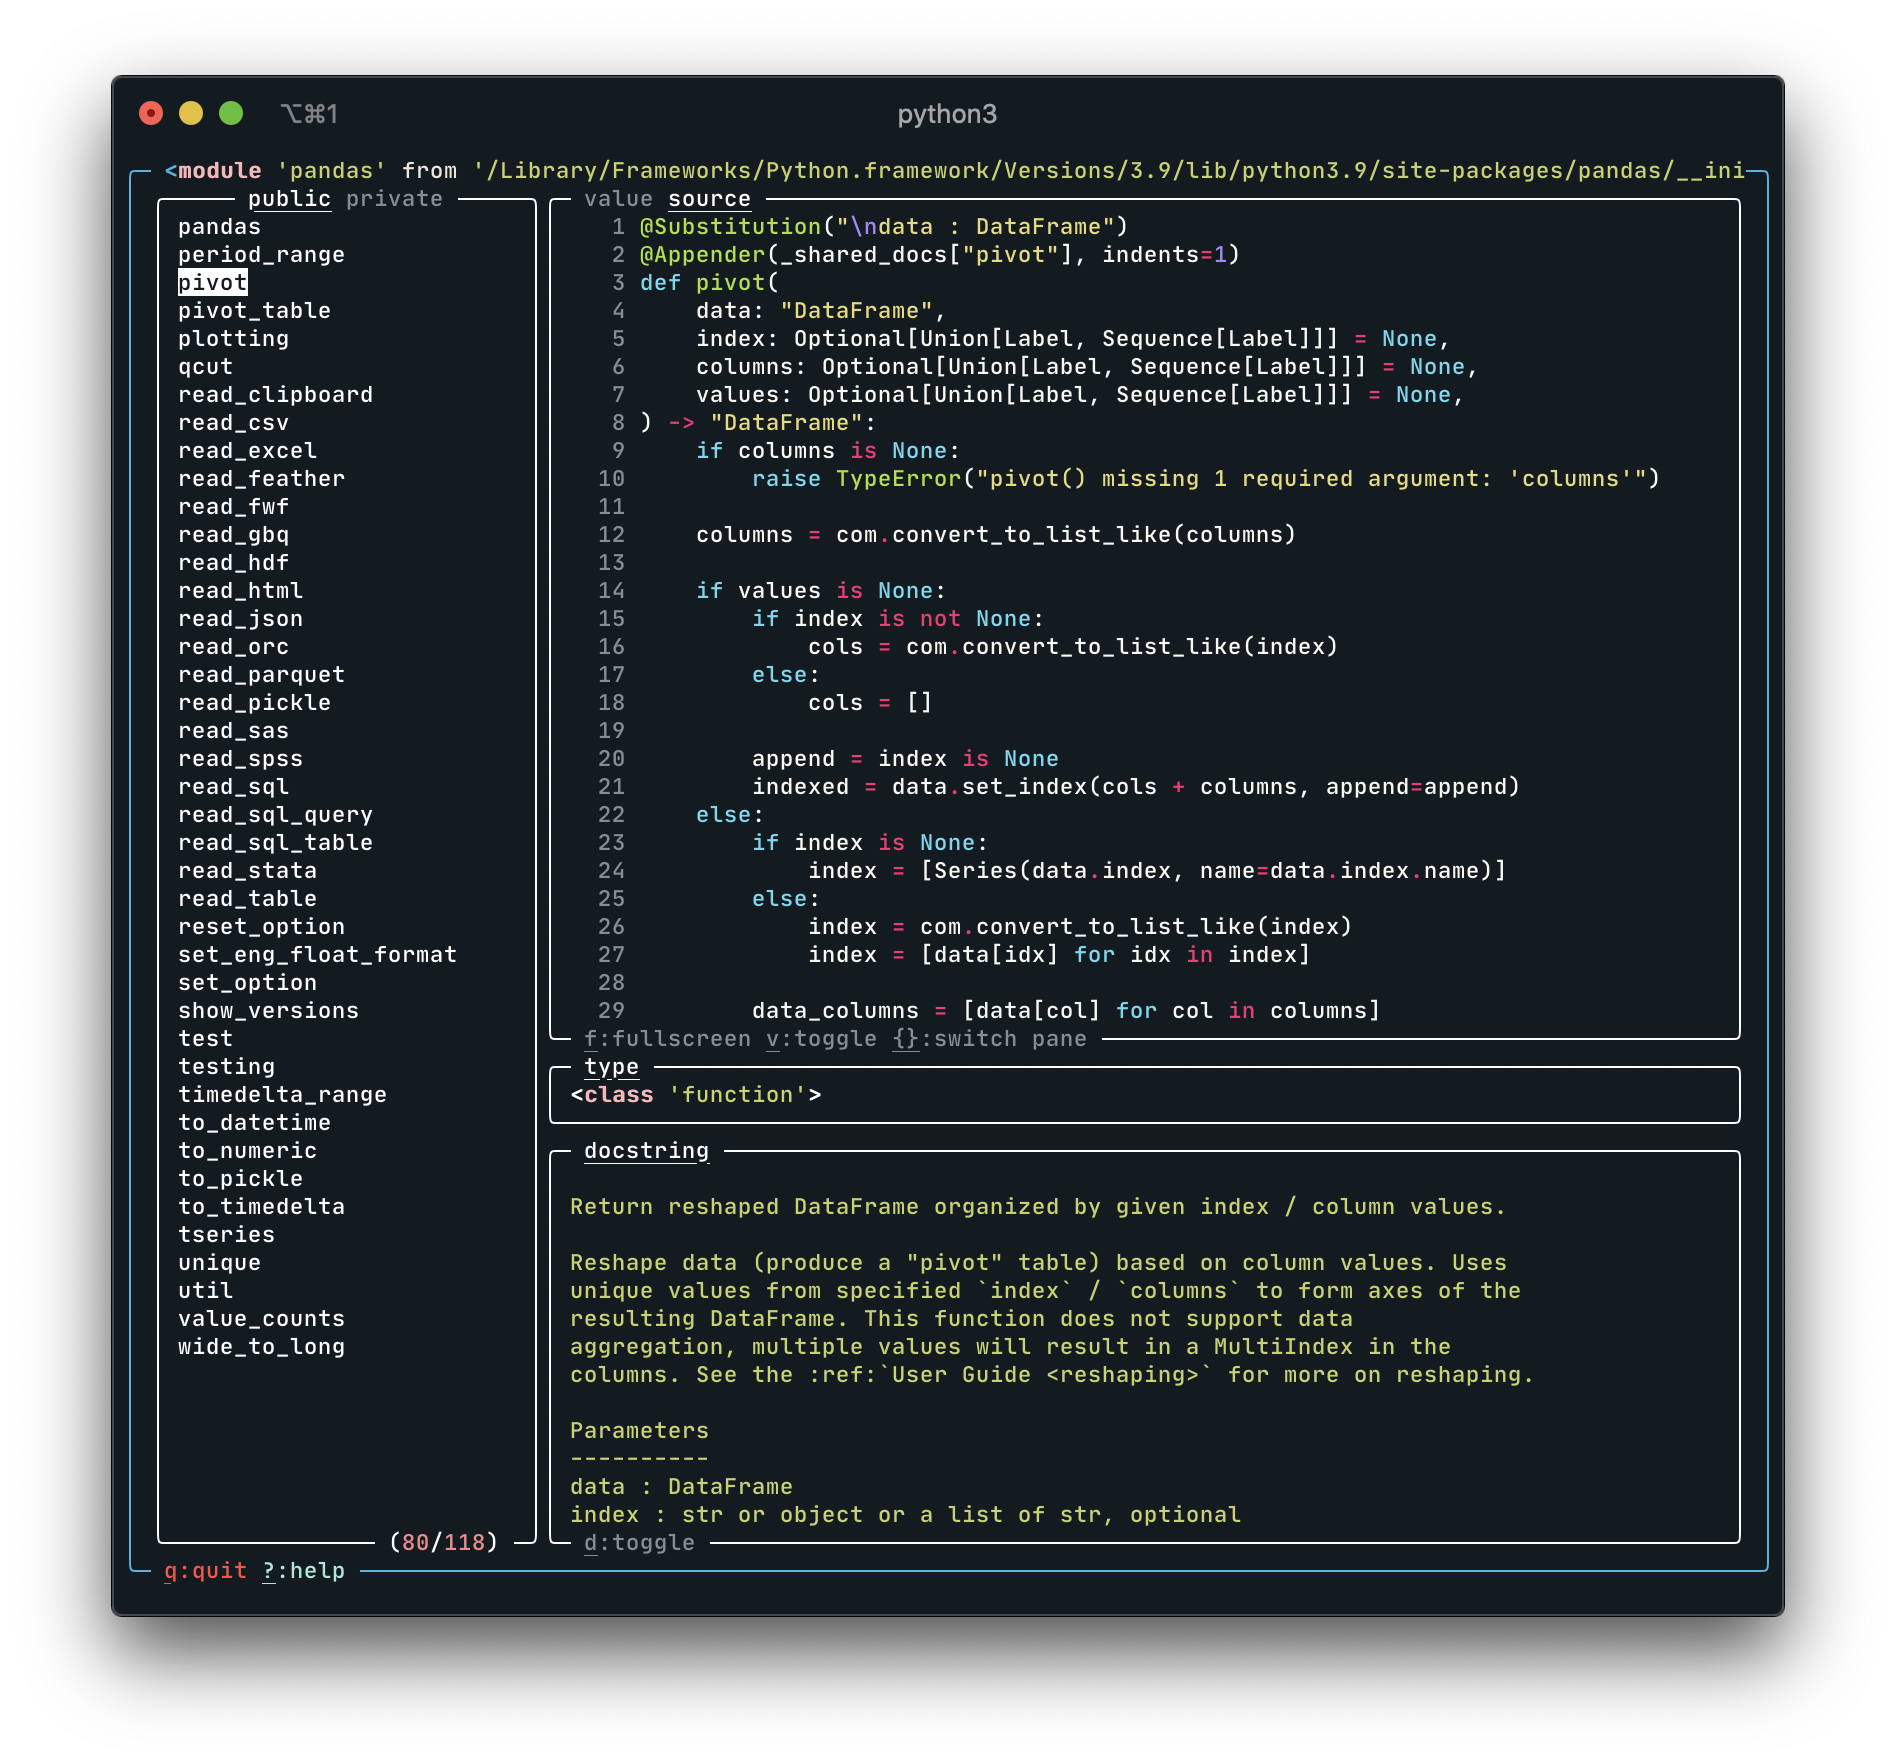 ⌥⌘1 python3
<module 'pandas' from '/Library/Frameworks/Python.framework/Versions/3.9/lib/python3.9/site-packages/pandas/__ini
public private
pandas
period_range
pivot
pivot_table
plotting
qcut
read_clipboard
read_csv
read_excel
read_feather
read_fwf
read_gbq
read_hdf
read_html
read_json
read_orc
read_parquet
read_pickle
read_sas
read_spss
read_sql
read_sql_query
read_sql_table
read_stata
read_table
reset_option
set_eng_float_format
set_option
show_versions
test
testing
timedelta_range
to_datetime
to_numeric
to_pickle
to_timedelta
tseries
unique
util
value_counts
wide_to_long
(80/118)
value source
1 @Substitution("\ndata : DataFrame")
2 @Appender(_shared_docs["pivot"], indents=1)
3 def pivot(
4     data: "DataFrame",
5     index: Optional[Union[Label, Sequence[Label]]] = None,
6     columns: Optional[Union[Label, Sequence[Label]]] = None,
7     values: Optional[Union[Label, Sequence[Label]]] = None,
8 ) -> "DataFrame":
9     if columns is None:
10         raise TypeError("pivot() missing 1 required argument: 'columns'")
11
12     columns = com.convert_to_list_like(columns)
13
14     if values is None:
15         if index is not None:
16             cols = com.convert_to_list_like(index)
17         else:
18             cols = []
19
20         append = index is None
21         indexed = data.set_index(cols + columns, append=append)
22     else:
23         if index is None:
24             index = [Series(data.index, name=data.index.name)]
25         else:
26             index = com.convert_to_list_like(index)
27             index = [data[idx] for idx in index]
28
29         data_columns = [data[col] for col in columns]
f:fullscreen v:toggle {}:switch pane
type
<class 'function'>
docstring
Return reshaped DataFrame organized by given index / column values.
Reshape data (produce a "pivot" table) based on column values. Uses
unique values from specified `index` / `columns` to form axes of the
resulting DataFrame. This function does not support data
aggregation, multiple values will result in a MultiIndex in the
columns. See the :ref:`User Guide <reshaping>` for more on reshaping.
Parameters
----------
data : DataFrame
index : str or object or a list of str, optional
d:toggle
q:quit ?:help